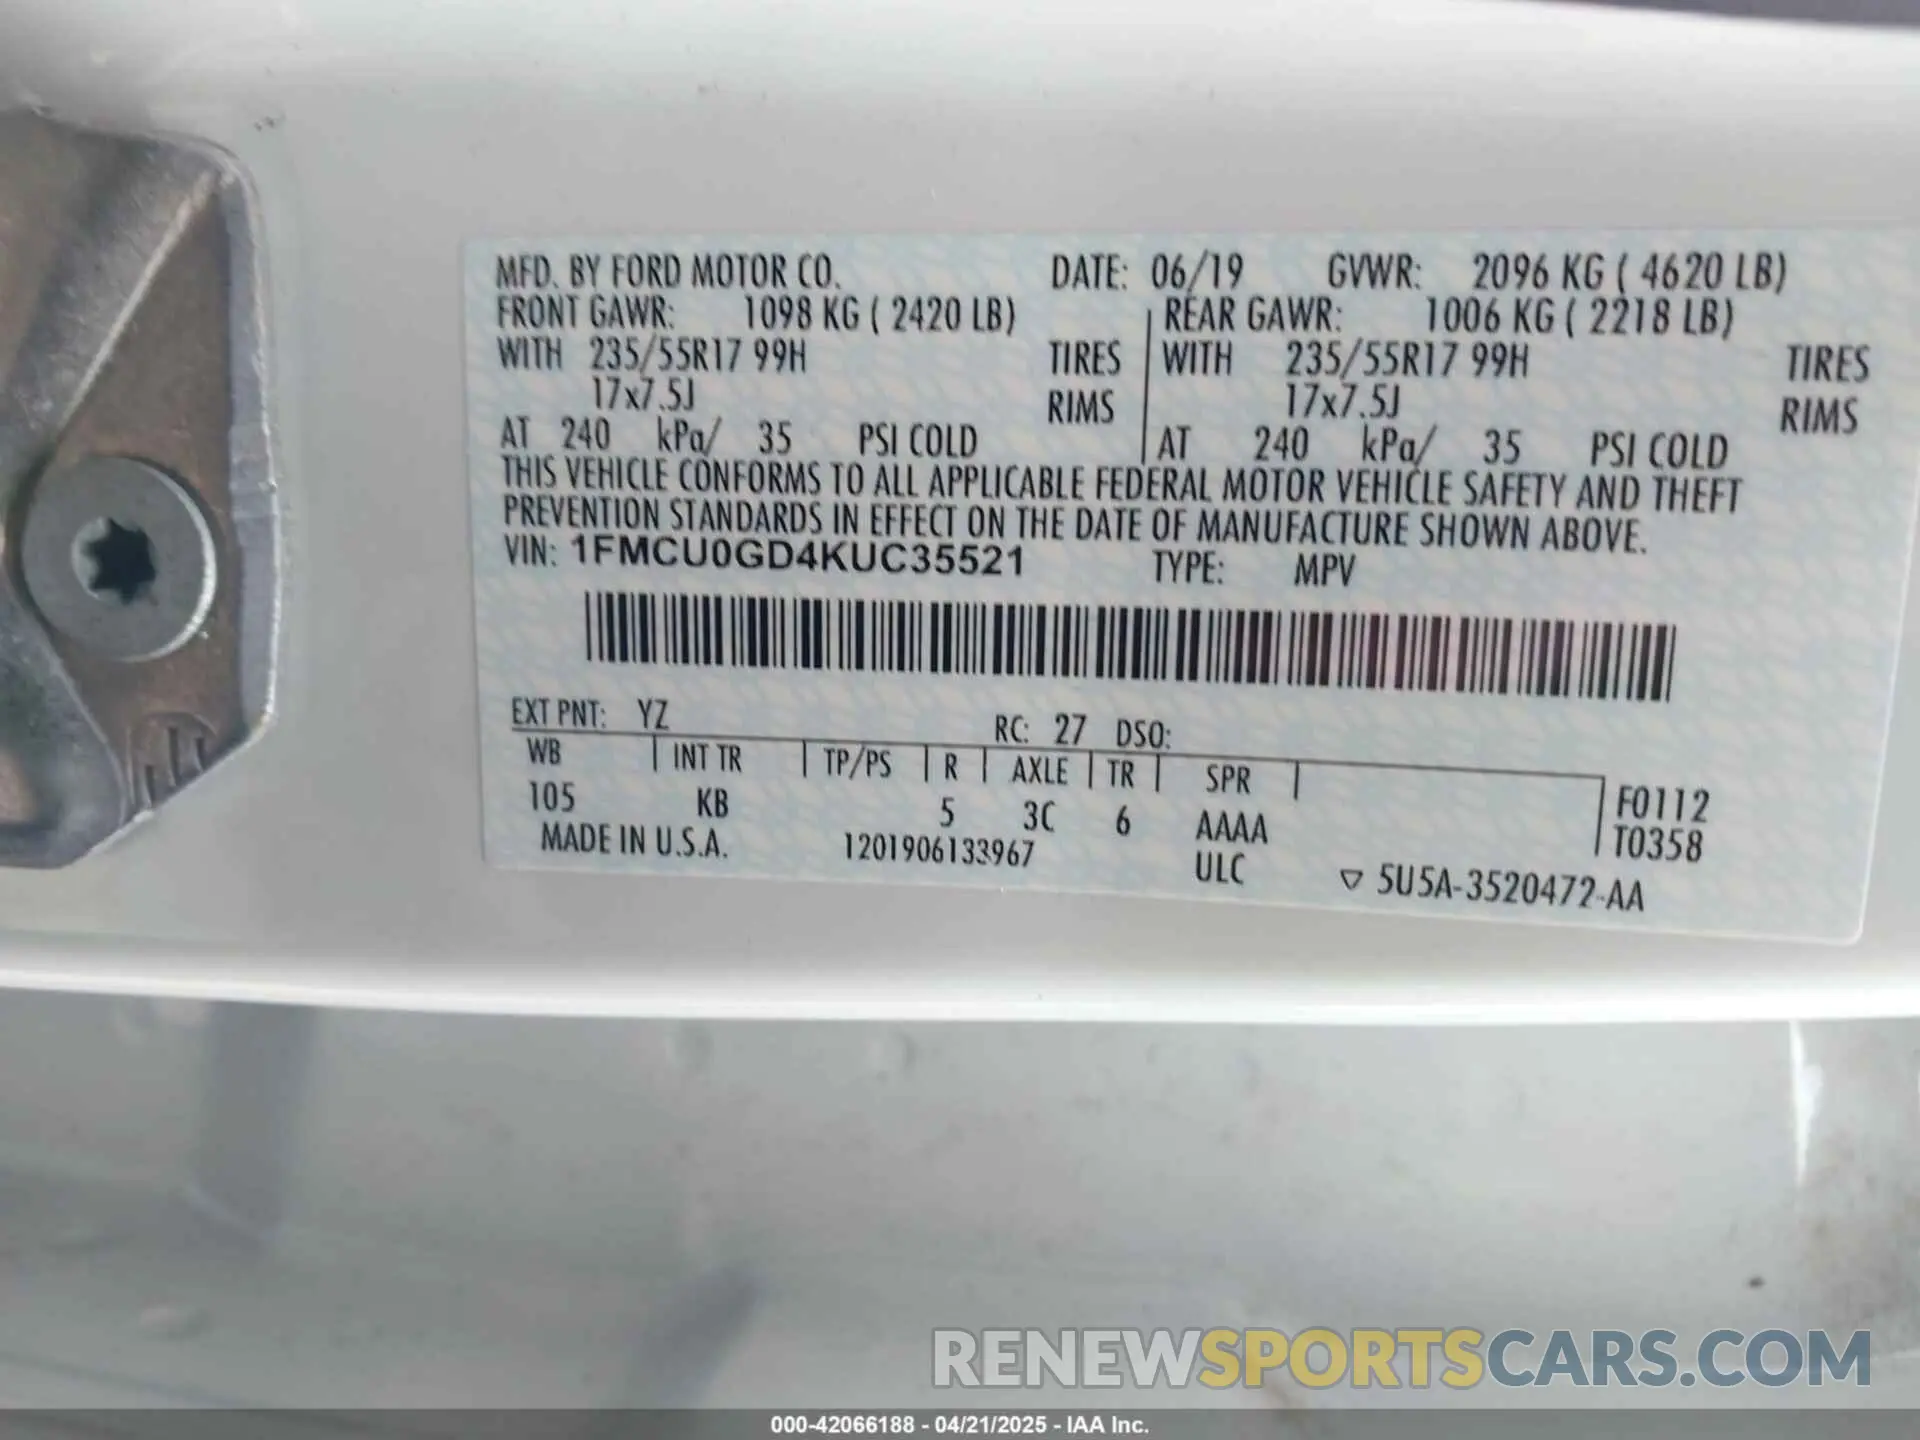 MFD. BY FORD MOTOR CO. DATE: 06/19 GVWR: 2096 KG ( 4620 LB)
FRONT GAWR: 1098 KG ( 2420 LB) REAR GAWR: 1006 KG ( 2218 LB)
WITH 235/55R17 99H TIRES WITH 235/55R17 99H TIRES
17x7.5J RIMS 17x7.5J RIMS
AT 240 kPa/ 35 PSI COLD AT 240 kPa/ 35 PSI COLD
THIS VEHICLE CONFORMS TO ALL APPLICABLE FEDERAL MOTOR VEHICLE SAFETY AND THEFT
PREVENTION STANDARDS IN EFFECT ON THE DATE OF MANUFACTURE SHOWN ABOVE.
VIN: 1FMCU0GD4KUC35521 TYPE: MPV
EXT PNT: YZ RC: 27 DSO:
WB INT TR TP/PS R AXLE TR SPR
105 KB 5 3C 6 AAAA F0112
MADE IN U.S.A. 1201906133967 ULC T0358
▽ 5U5A-3520472-AA
RENEWSPORTSCARS.COM
000-42066188 - 04/21/2025 - IAA Inc.